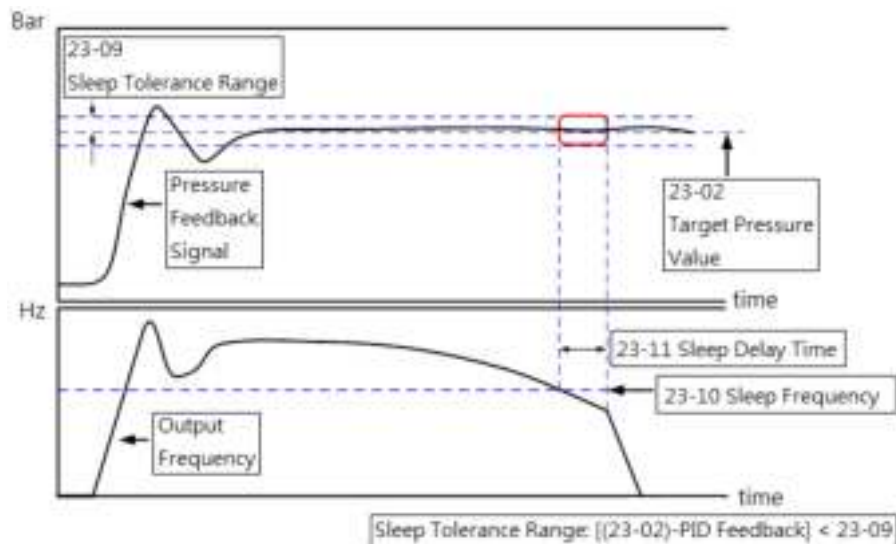 Bar
23-09
Sleep Tolerance Range
Pressure
Feedback
Signal
23-02
Target Pressure
Value
time
Hz
23-11 Sleep Delay Time
23-10 Sleep Frequency
Output
Frequency
time
Sleep Tolerance Range: [(23-02)-PID Feedback] < 23-09